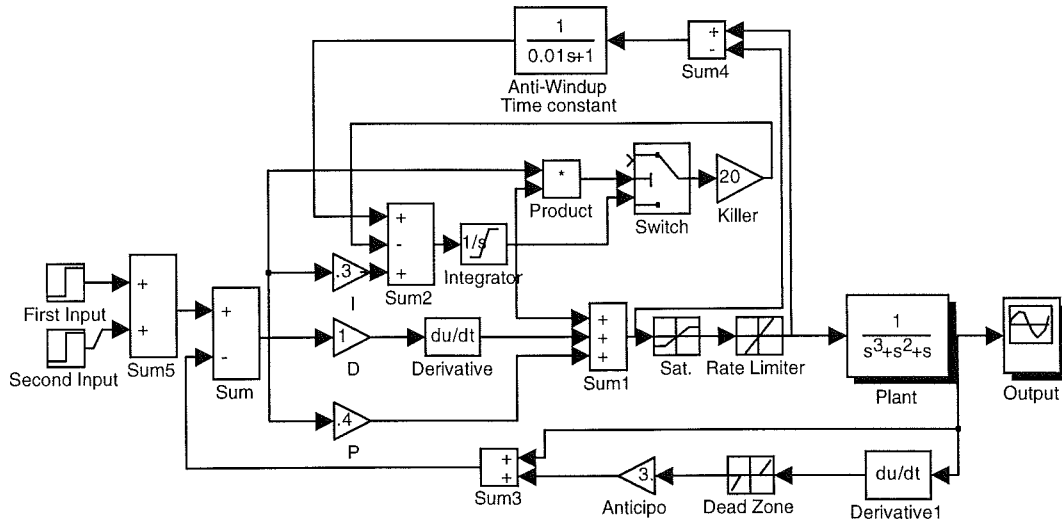 1
0.01s+1
Anti-Windup
Time constant
+
-
Sum4
*
Product
Switch
20
Killer
+
-
+
Sum2
1/s
Integrator
.3
I
First Input
Second Input
+
+
Sum5
+
-
Sum
1
D
du/dt
Derivative
+
+
+
Sum1
Sat.
Rate Limiter
1
s³+s²+s
Plant
Output
.4
P
+
+
Sum3
3.
Anticipo
Dead Zone
du/dt
Derivative1